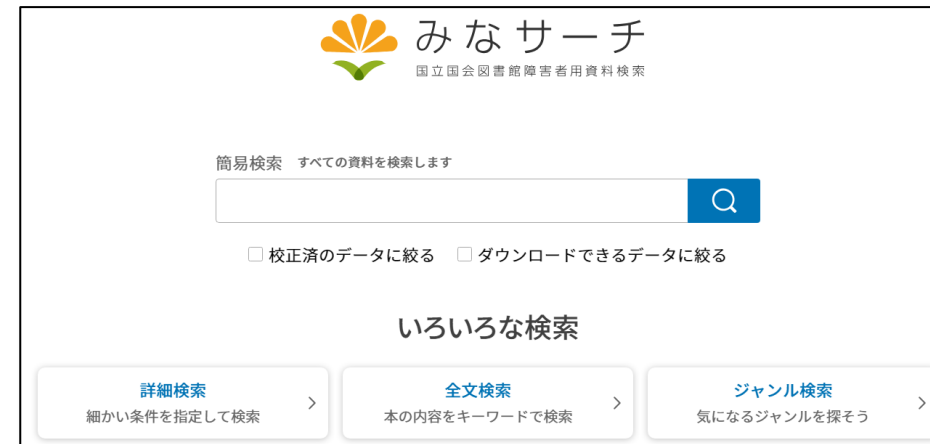 みなサーチ
国立国会図書館障害者用資料検索
簡易検索 すべての資料を検索します
校正済のデータに絞る ダウンロードできるデータに絞る
いろいろな検索
詳細検索 全文検索 ジャンル検索
細かい条件を指定して検索 本の内容をキーワードで検索 気になるジャンルを探そう